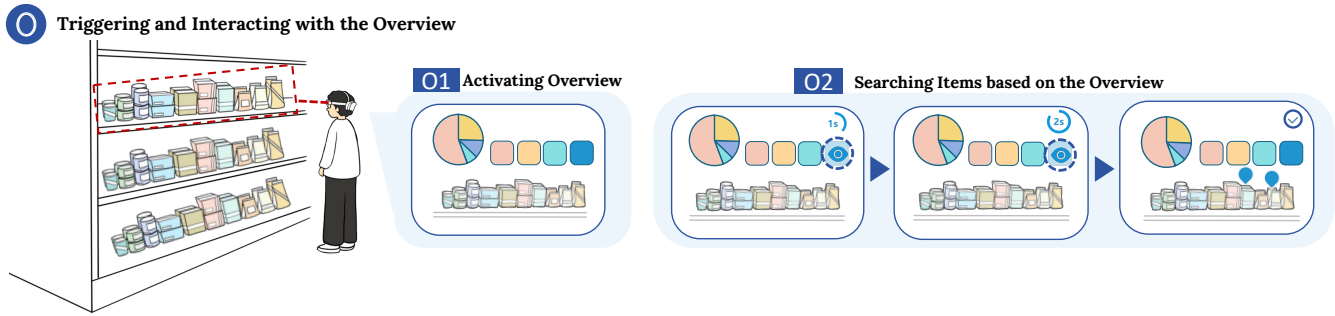 O Triggering and Interacting with the Overview
O1 Activating Overview
O2 Searching Items based on the Overview
1s
2s